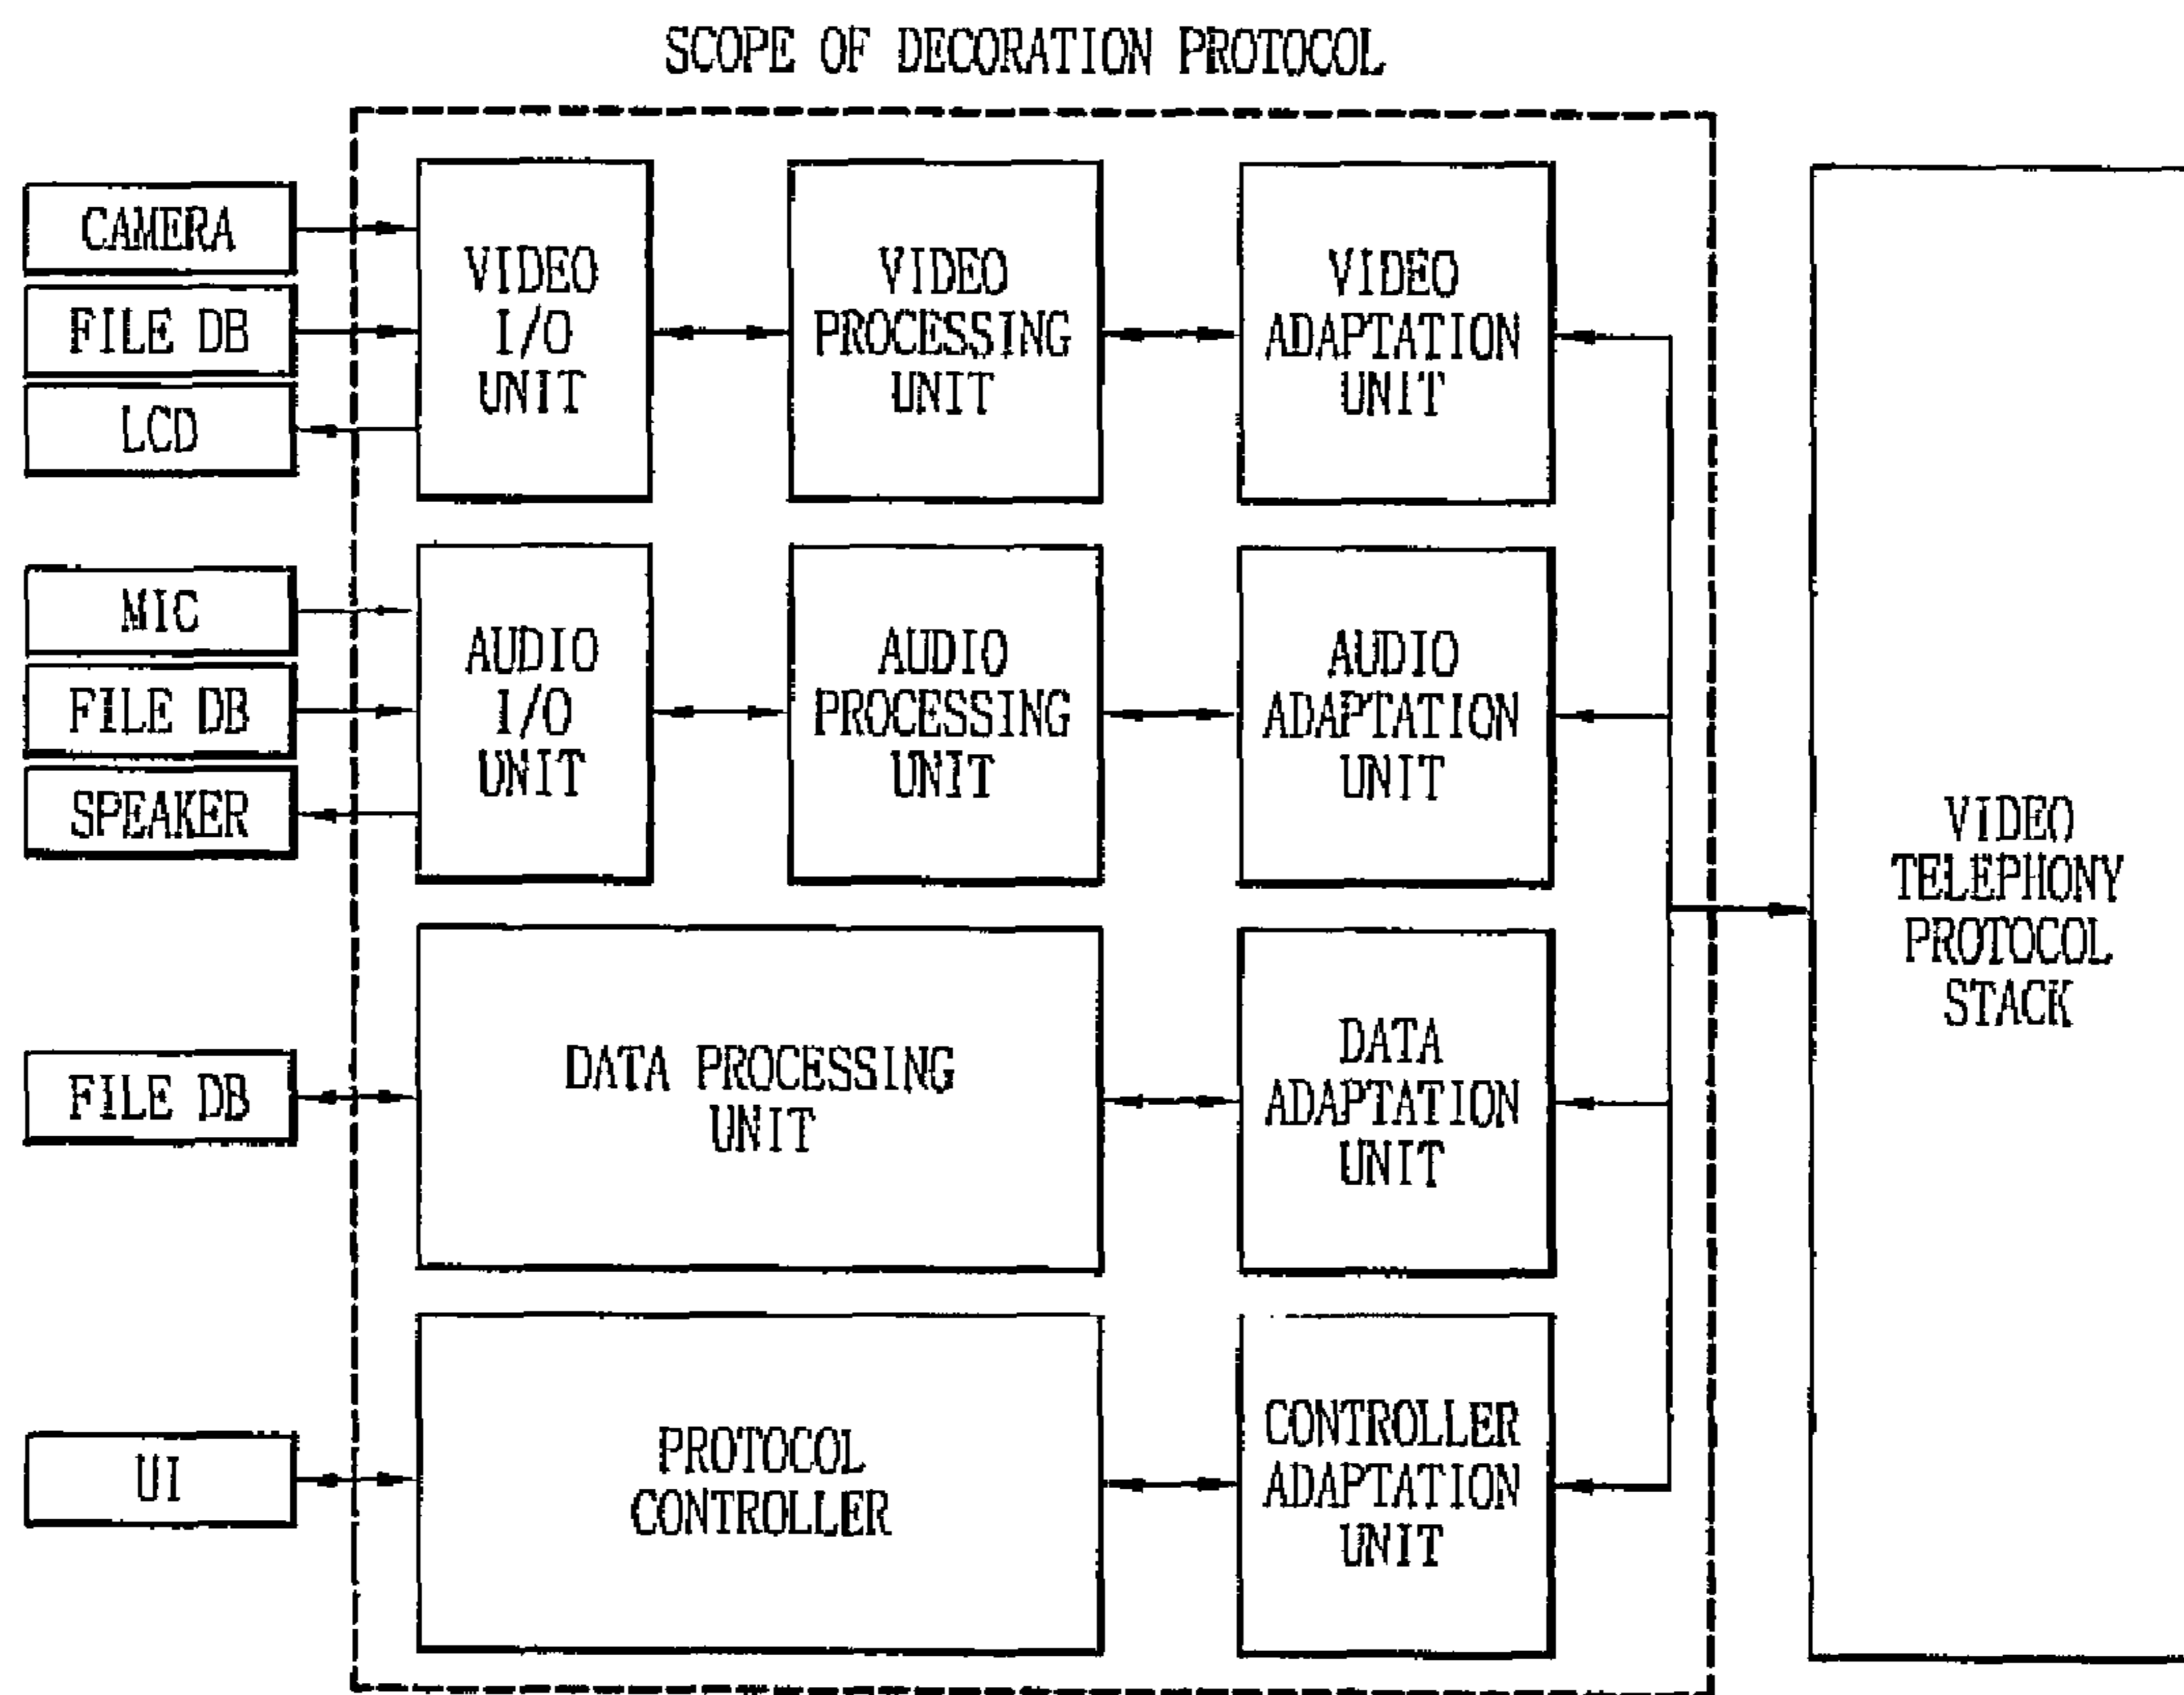 SCOPE OF DECORATION PROTOCOL
CAMERA
FILE DB
LCD
VIDEO
I/O
UNIT
VIDEO
PROCESSING
UNIT
VIDEO
ADAPTATION
UNIT
MIC
FILE DB
SPEAKER
AUDIO
I/O
UNIT
AUDIO
PROCESSING
UNIT
AUDIO
ADAPTATION
UNIT
FILE DB
DATA PROCESSING
UNIT
DATA
ADAPTATION
UNIT
UI
PROTOCOL
CONTROLLER
CONTROLLER
ADAPTATION
UNIT
VIDEO
TELEPHONY
PROTOCOL
STACK